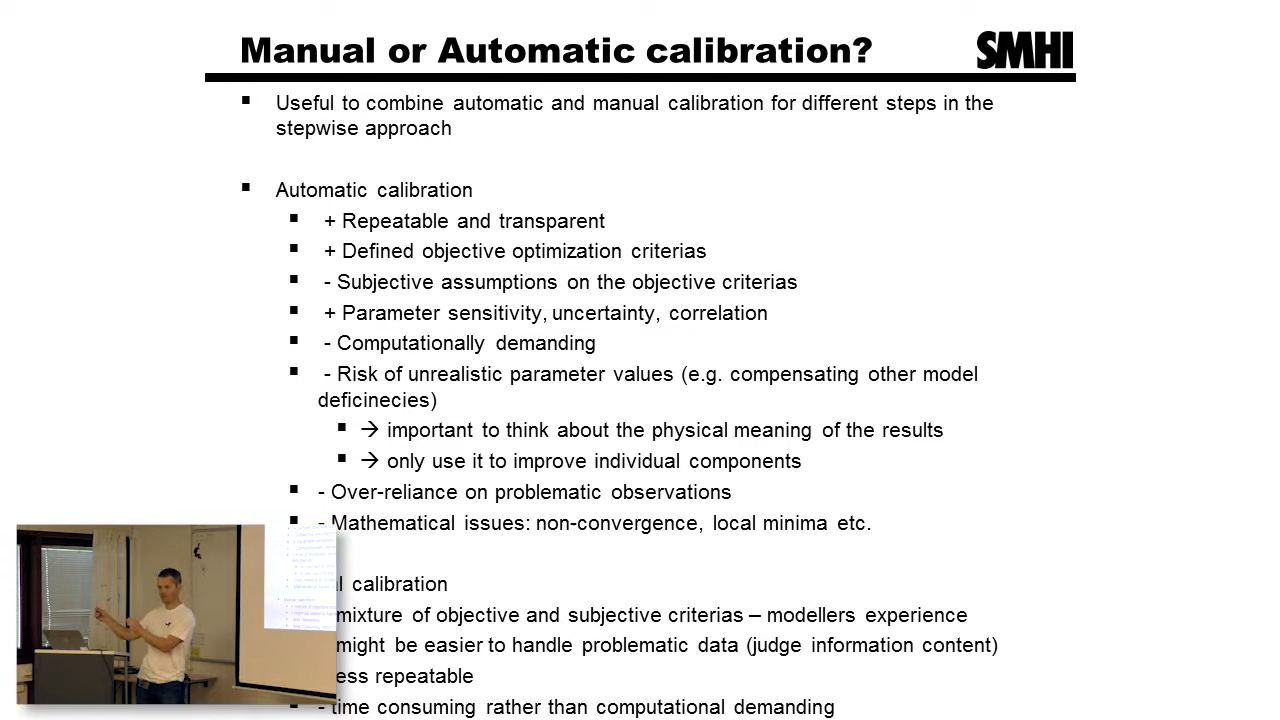 Manual or Automatic calibration?
SMHI
▪ Useful to combine automatic and manual calibration for different steps in the
stepwise approach
▪ Automatic calibration
▪ + Repeatable and transparent
▪ + Defined objective optimization criterias
▪ - Subjective assumptions on the objective criterias
▪ + Parameter sensitivity, uncertainty, correlation
▪ - Computationally demanding
▪ - Risk of unrealistic parameter values (e.g. compensating other model
deficinecies)
▪ → important to think about the physical meaning of the results
▪ → only use it to improve individual components
▪ - Over-reliance on problematic observations
▪ - Mathematical issues: non-convergence, local minima etc.
l calibration
mixture of objective and subjective criterias – modellers experience
might be easier to handle problematic data (judge information content)
ess repeatable
▪ - time consuming rather than computational demanding